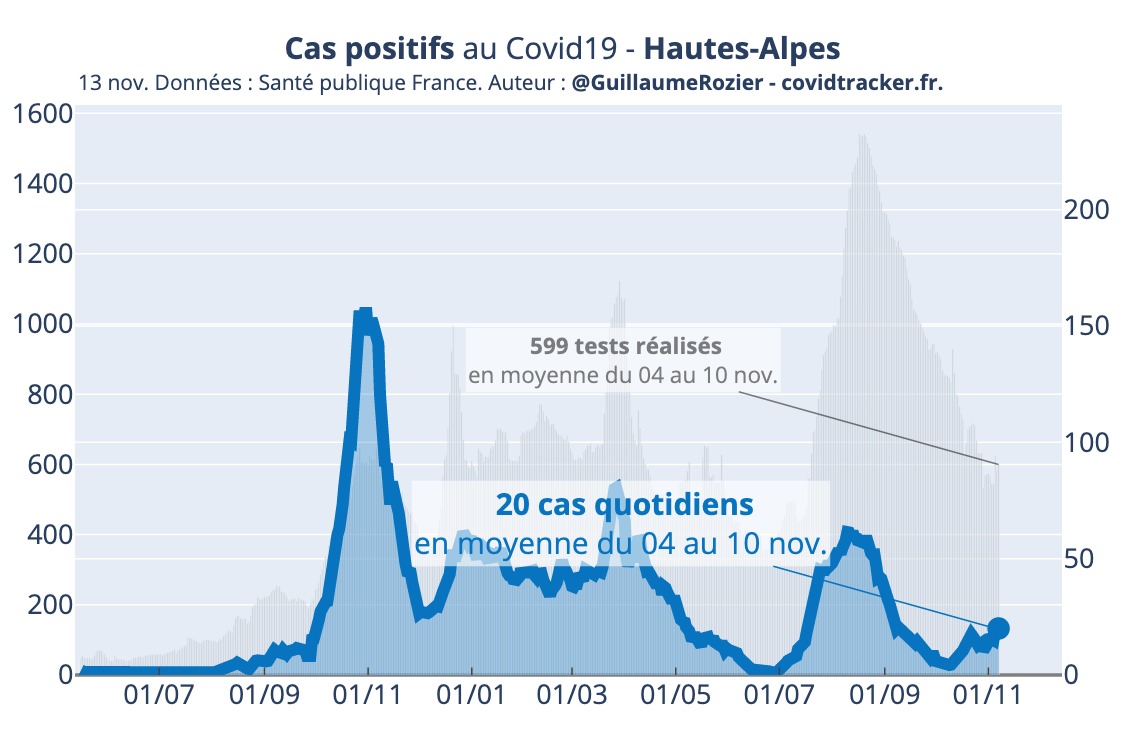 Cas positifs au Covid19 - Hautes-Alpes
13 nov. Données : Santé publique France. Auteur : @GuillaumeRozier - covidtracker.fr.
1600
1400
1200
1000
800
600
400
200
0
200
150
100
50
0
599 tests réalisés
en moyenne du 04 au 10 nov.
20 cas quotidiens
en moyenne du 04 au 10 nov.
01/07 01/09 01/11 01/01 01/03 01/05 01/07 01/09 01/11